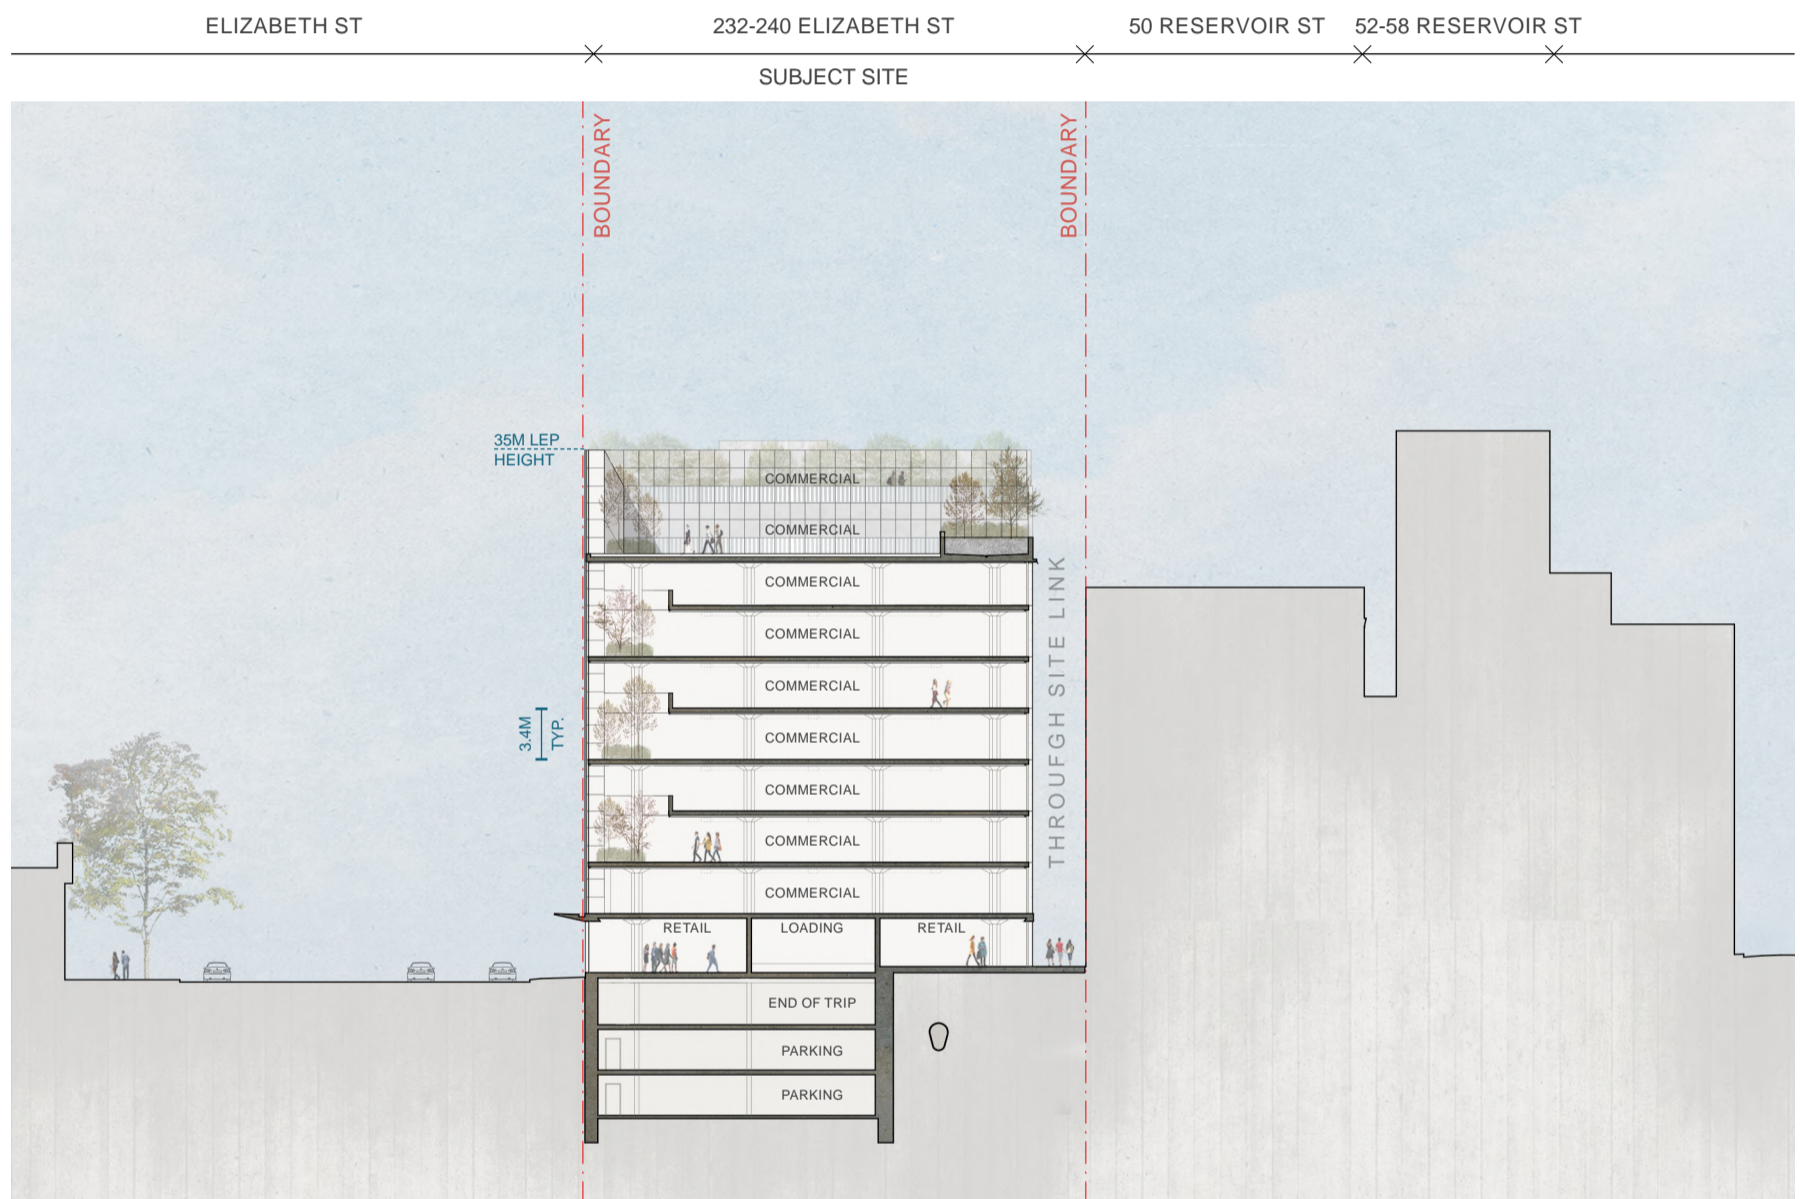 ELIZABETH ST
232-240 ELIZABETH ST
50 RESERVOIR ST
52-58 RESERVOIR ST
SUBJECT SITE
BOUNDARY
BOUNDARY
35M LEP
HEIGHT
COMMERCIAL
COMMERCIAL
COMMERCIAL
COMMERCIAL
COMMERCIAL
COMMERCIAL
COMMERCIAL
COMMERCIAL
COMMERCIAL
3.4M
TYP.
THROUFGH SITE LINK
RETAIL
LOADING
RETAIL
END OF TRIP
PARKING
PARKING